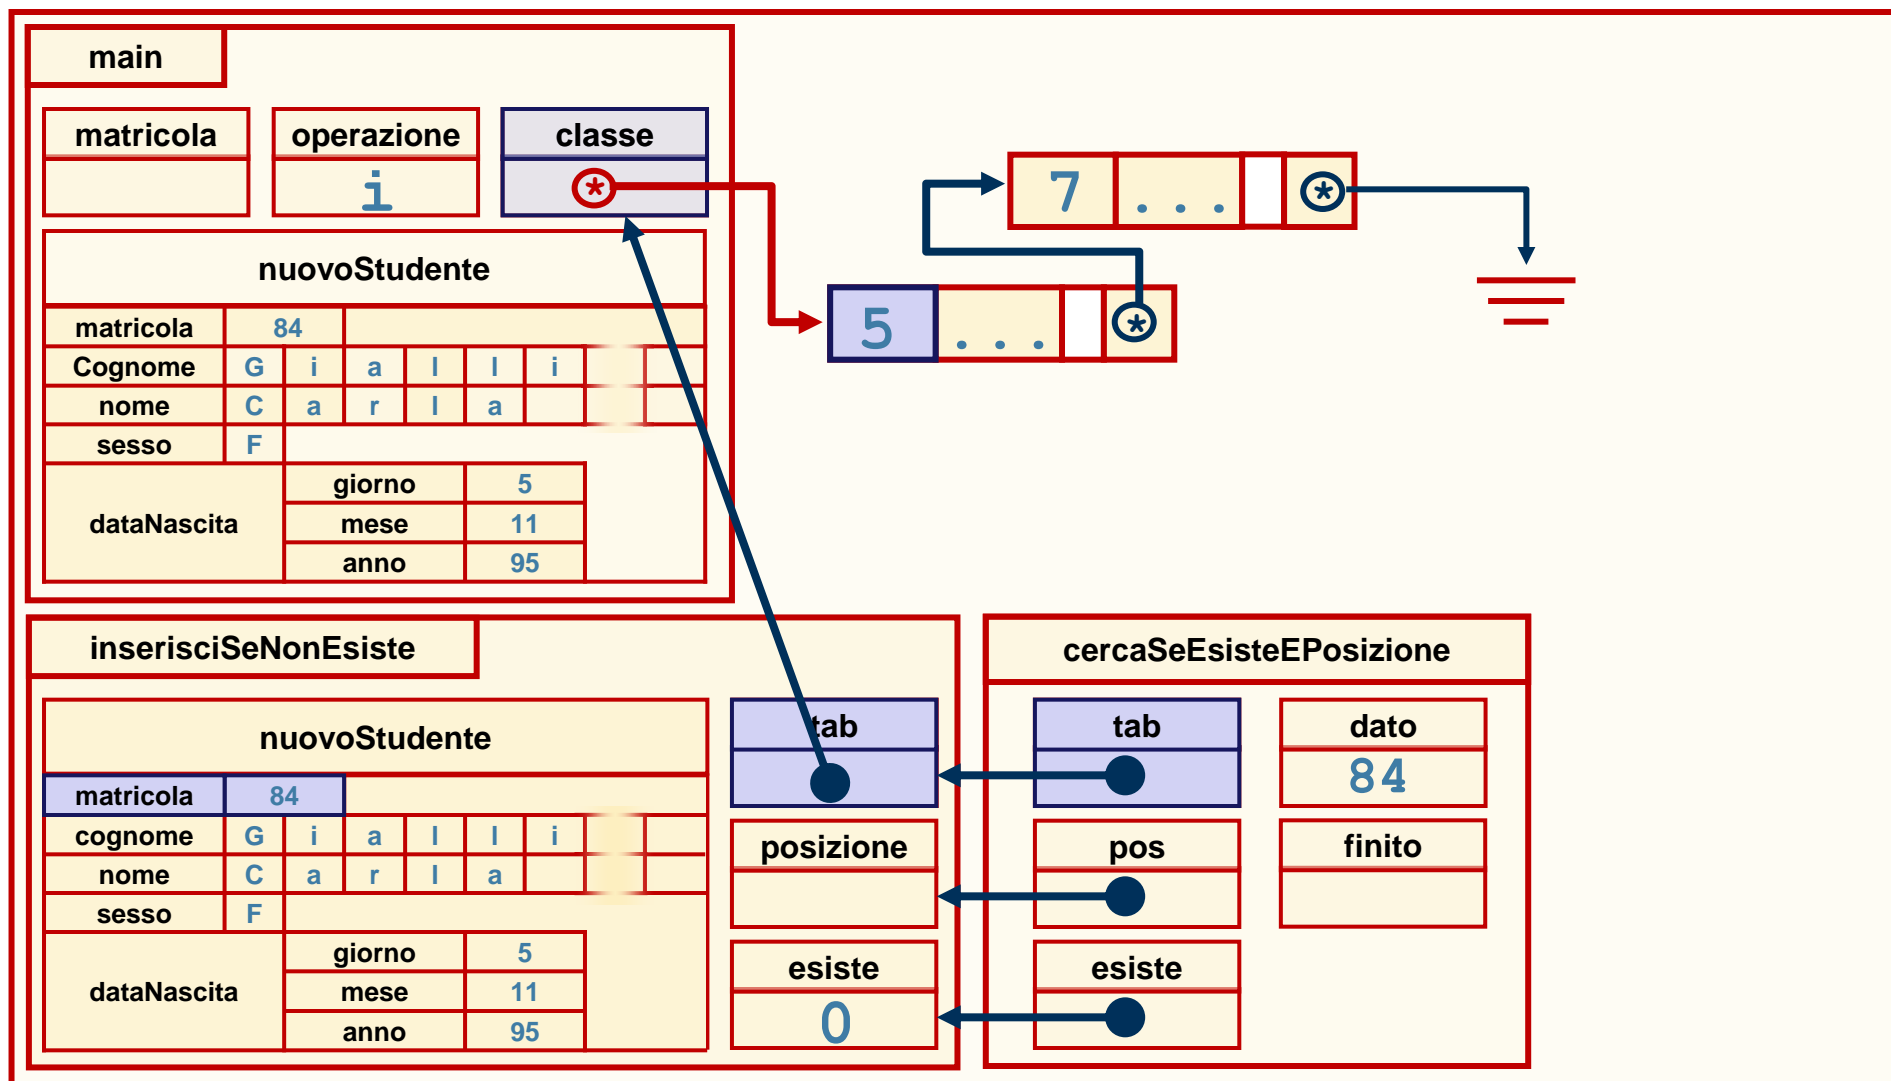 main
matricola operazione classe
i *
7 . . . *
nuovoStudente
5 . . . *
matricola 84
Cognome G i a l l i
nome C a r l a
sesso F
dataNascita giorno 5
mese 11
anno 95
inserisciSeNonEsiste
nuovoStudente
matricola 84
cognome G i a l l i
nome C a r l a
sesso F
dataNascita giorno 5
mese 11
anno 95
tab
posizione
esiste
0
cercaSeEsisteEPosizione
tab dato
84
pos finito
esiste